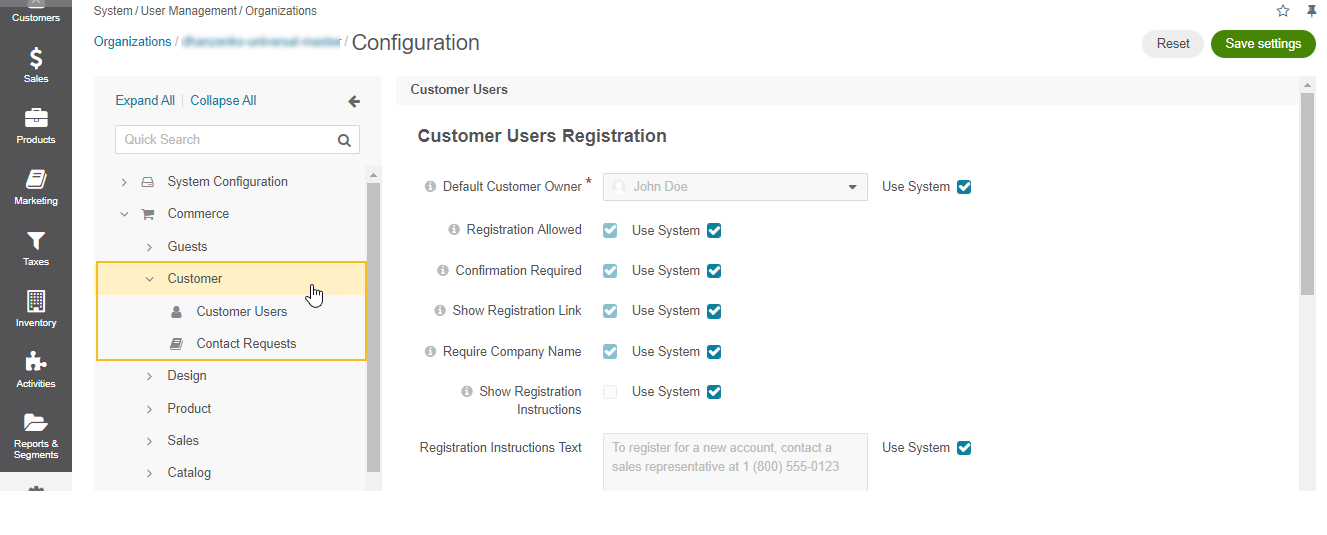 Customers
Sales
Products
Marketing
Taxes
Inventory
Activities
Reports &
Segments
System / User Management / Organizations
Organizations / / Configuration
Reset
Save settings
Expand All | Collapse All
Quick Search
System Configuration
Commerce
Guests
Customer
Customer Users
Contact Requests
Design
Product
Sales
Catalog
Customer Users
Customer Users Registration
Default Customer Owner * John Doe Use System
Registration Allowed Use System
Confirmation Required Use System
Show Registration Link Use System
Require Company Name Use System
Show Registration Use System
Instructions
Registration Instructions Text To register for a new account, contact a Use System
sales representative at 1 (800) 555-0123